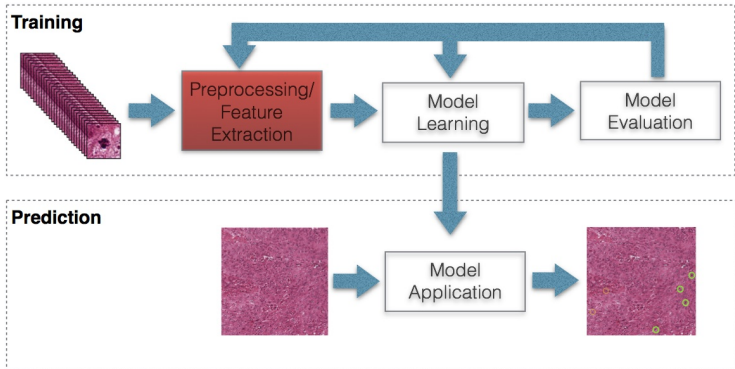 Training
Preprocessing/
Feature
Extraction
Model
Learning
Model
Evaluation
Prediction
Model
Application